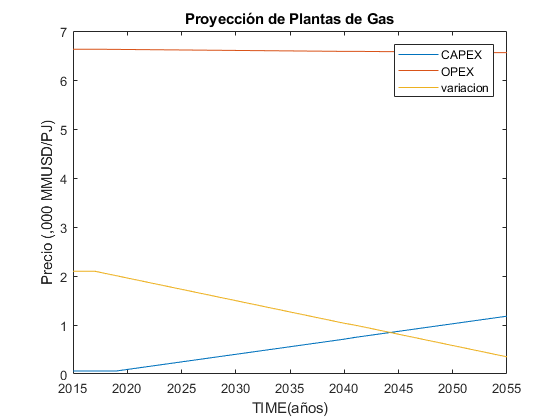 Proyección de Plantas de Gas
7
6
5
4
3
2
1
0
Precio (,000 MMUSD/PJ)
CAPEX
OPEX
variacion
2015 2020 2025 2030 2035 2040 2045 2050 2055
TIME(años)